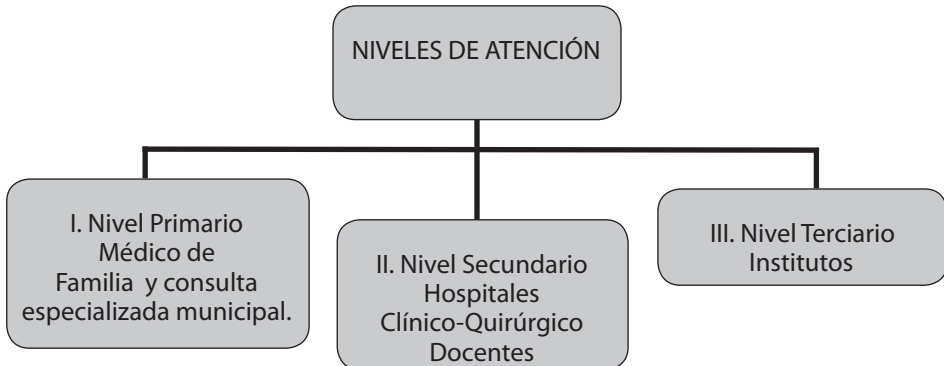 NIVELES DE ATENCIÓN
I. Nivel Primario
Médico de
Familia y consulta
especializada municipal.
II. Nivel Secundario
Hospitales
Clínico-Quirúrgico
Docentes
III. Nivel Terciario
Institutos